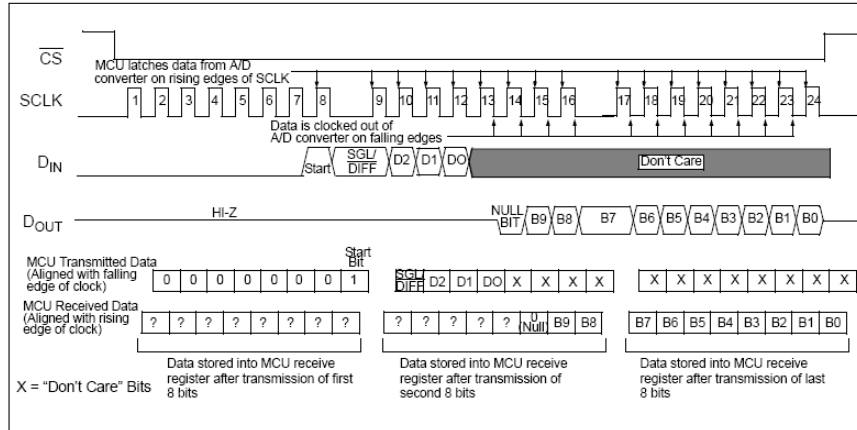 CS
MCU latches data from A/D
converter on rising edges of SCLK
SCLK
1 2 3 4 5 6 7 8 9 10 11 12 13 14 15 16 17 18 19 20 21 22 23 24
Data is clocked out of
A/D converter on falling edges
DIN
Start SGL/ DIFF D2 D1 DO Don't Care
HI-Z
DOUT
NULL BIT B9 B8 B7 B6 B5 B4 B3 B2 B1 B0
MCU Transmitted Data
(Aligned with falling
edge of clock)
Start
Bit
0 0 0 0 0 0 0 1
SGL/ DIFF D2 D1 DO X X X X
X X X X X X X X
MCU Received Data
(Aligned with rising
edge of clock)
? ? ? ? ? ? ? ?
? ? ? ? ? 0 (Null) B9 B8
B7 B6 B5 B4 B3 B2 B1 B0
Data stored into MCU receive
register after transmission of first
8 bits
Data stored into MCU receive
register after transmission of
second 8 bits
Data stored into MCU receive
register after transmission of last
8 bits
X = “Don't Care” Bits